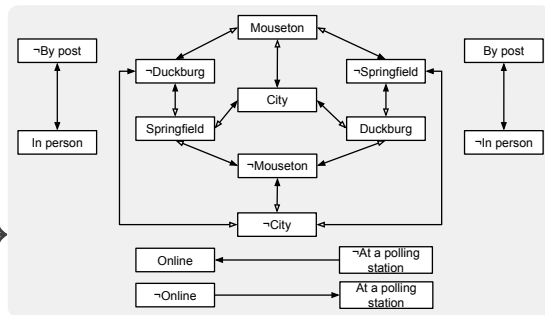 Mouseton
¬By post
By post
¬Duckburg
¬Springfield
City
Springfield
Duckburg
In person
¬In person
¬Mouseton
¬City
Online
¬At a polling
station
¬Online
At a polling
station